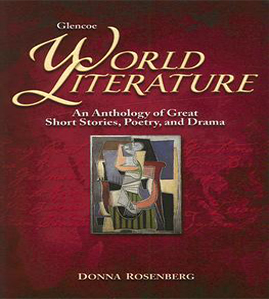 Glencoe
World
Literature
An Anthology of Great
Short Stories, Poetry, and Drama
Donna Rosenberg